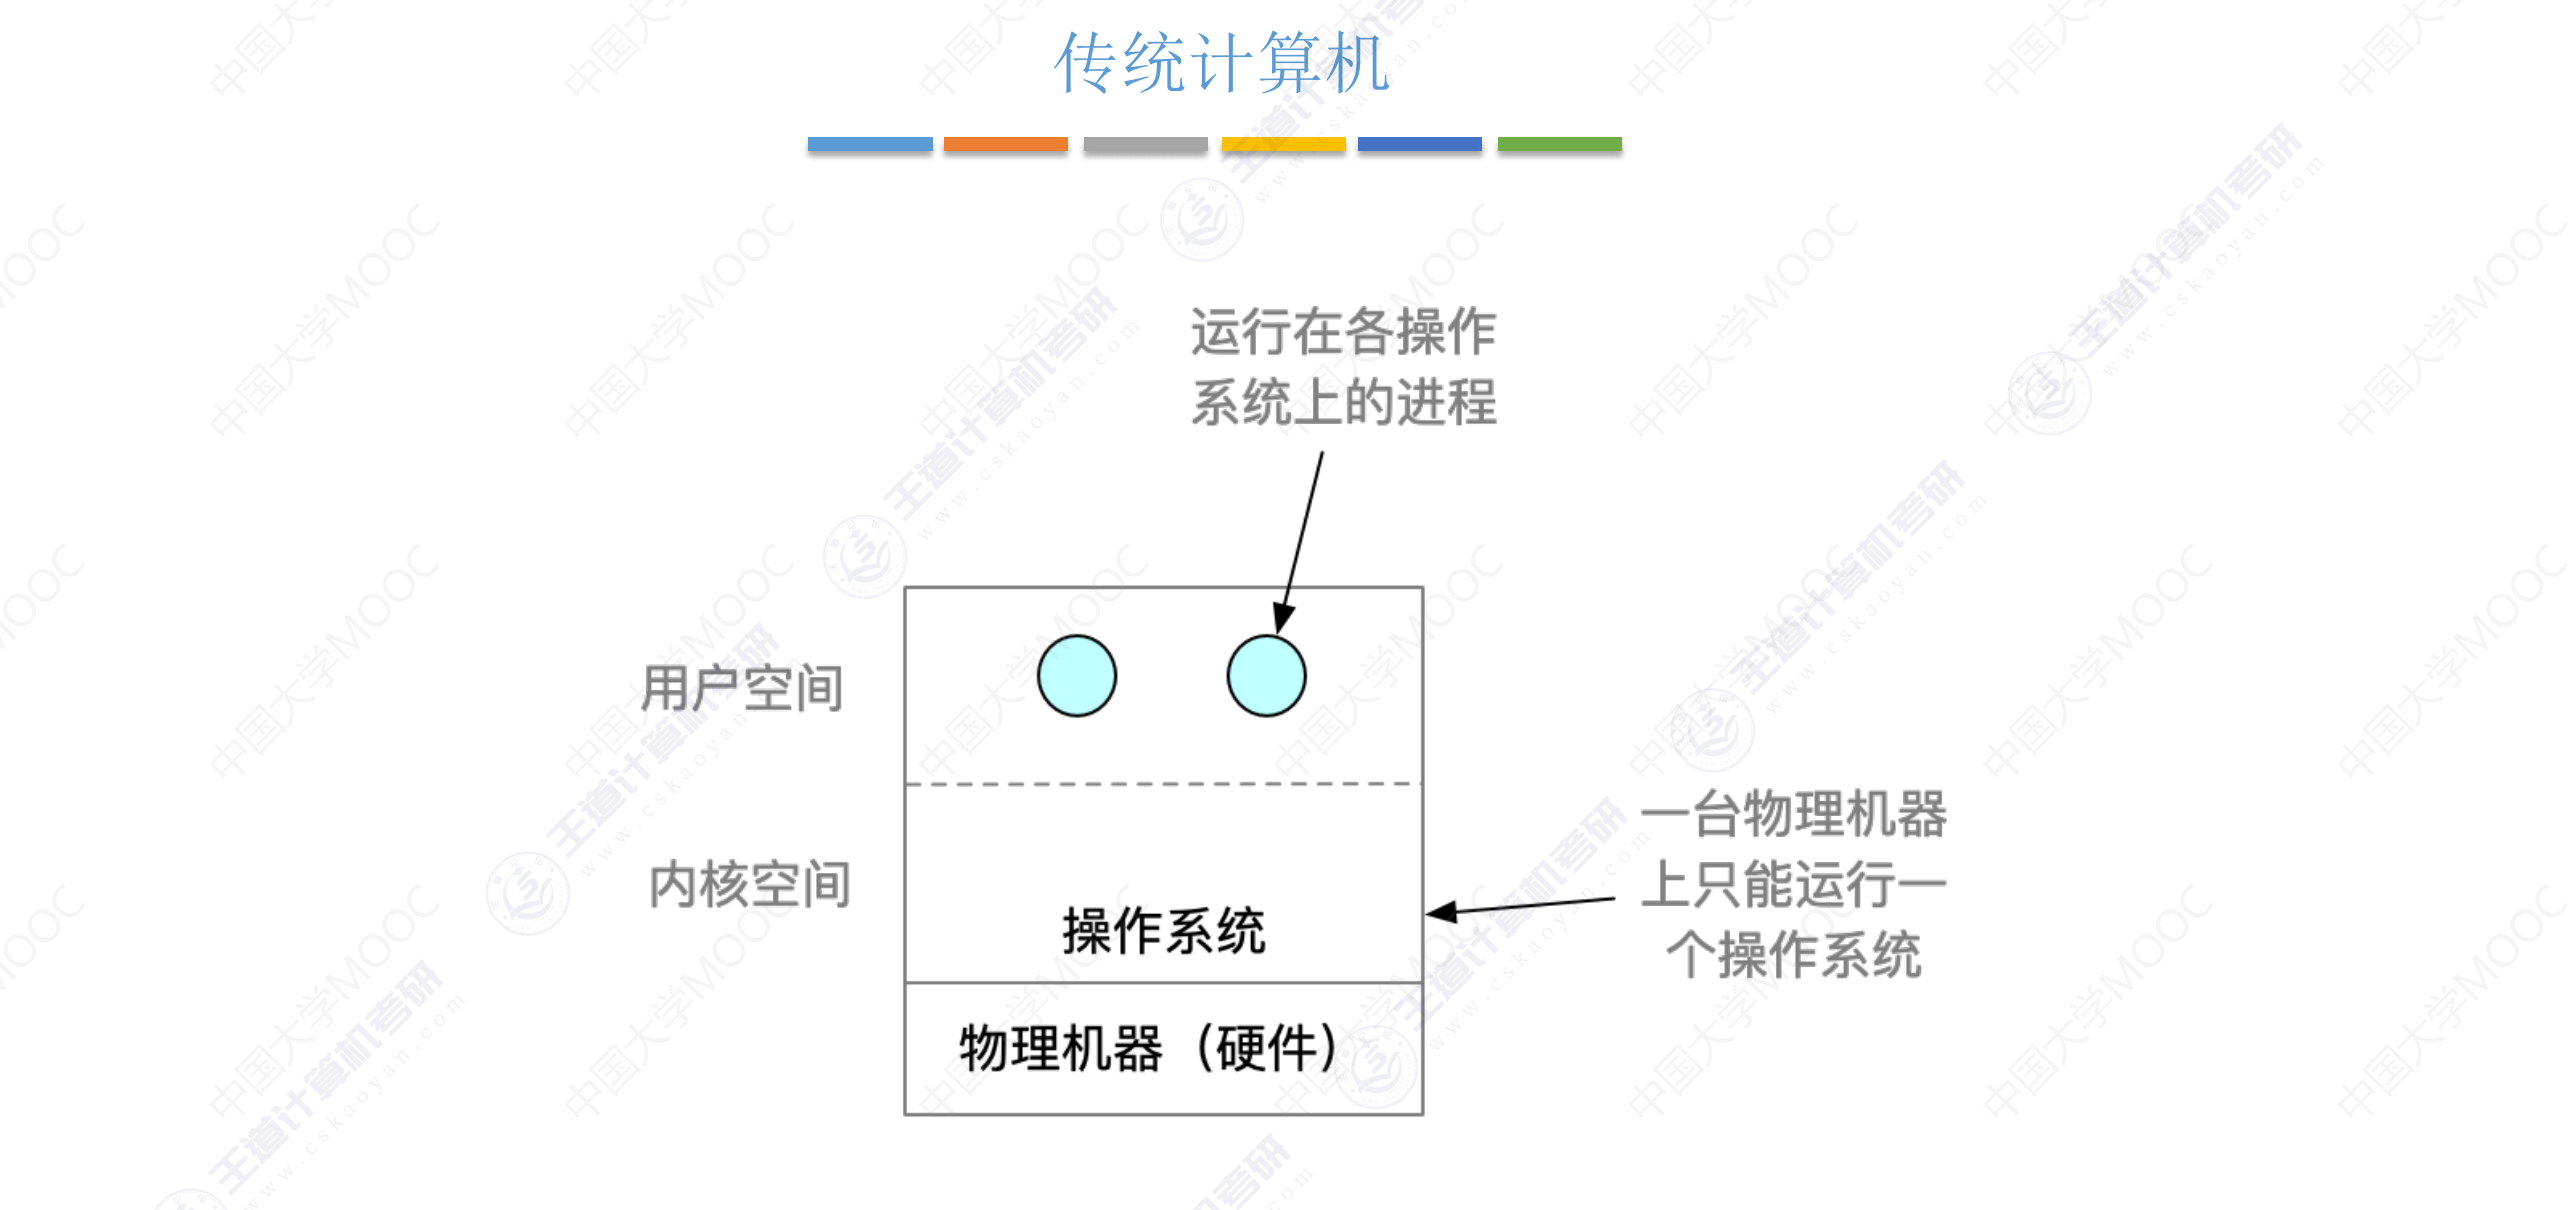 传统计算机
运行在各操作
系统上的进程
用户空间
内核空间
操作系统
物理机器（硬件）
一台物理机器
上只能运行一
个操作系统
中国大学MOOC
王道计算机考研
www.cskaoyan.com